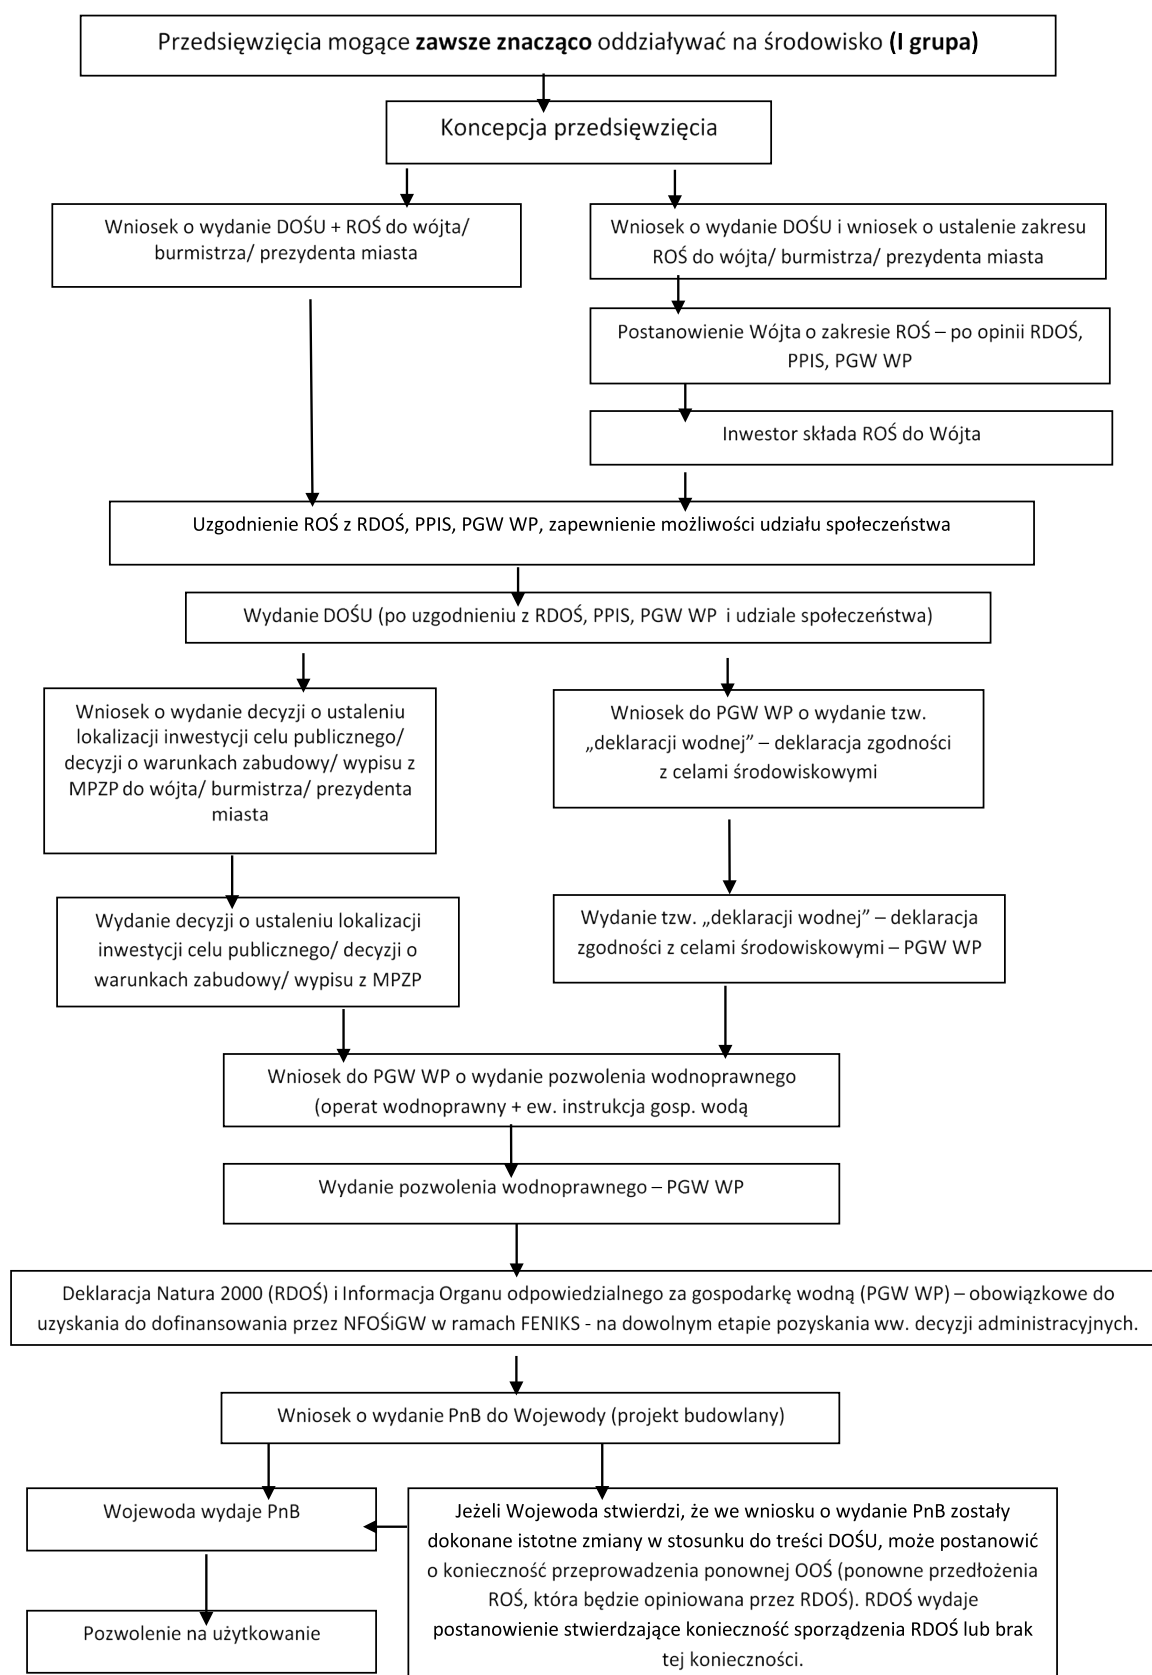 Przedsięwzięcia mogące zawsze znacząco oddziaływać na środowisko (I grupa)
Koncepcja przedsięwzięcia
Wniosek o wydanie DOŚU + ROŚ do wójta/
burmistrza/ prezydenta miasta
Wniosek o wydanie DOŚU i wniosek o ustalenie zakresu
ROŚ do wójta/ burmistrza/ prezydenta miasta
Postanowienie Wójta o zakresie ROŚ – po opinii RDOŚ,
PPIS, PGW WP
Inwestor składa ROŚ do Wójta
Uzgodnienie ROŚ z RDOŚ, PPIS, PGW WP, zapewnienie możliwości udziału społeczeństwa
Wydanie DOŚU (po uzgodnieniu z RDOŚ, PPIS, PGW WP i udziale społeczeństwa)
Wniosek o wydanie decyzji o ustaleniu
lokalizacji inwestycji celu publicznego/
decyzji o warunkach zabudowy/ wypisu z
MPZP do wójta/ burmistrza/ prezydenta
miasta
Wniosek do PGW WP o wydanie tzw.
„deklaracji wodnej” – deklaracja zgodności
z celami środowiskowymi
Wydanie decyzji o ustaleniu lokalizacji
inwestycji celu publicznego/ decyzji o
warunkach zabudowy/ wypisu z MPZP
Wydanie tzw. „deklaracji wodnej” – deklaracja
zgodności z celami środowiskowymi – PGW WP
Wniosek do PGW WP o wydanie pozwolenia wodnoprawnego
(operat wodnoprawny + ew. instrukcja gosp. wodą
Wydanie pozwolenia wodnoprawnego – PGW WP
Deklaracja Natura 2000 (RDOŚ) i Informacja Organu odpowiedzialnego za gospodarkę wodną (PGW WP) – obowiązkowe do
uzyskania do dofinansowania przez NFOŚiGW w ramach FENIKS - na dowolnym etapie pozyskania ww. decyzji administracyjnych.
Wniosek o wydanie PnB do Wojewody (projekt budowlany)
Wojewoda wydaje PnB
Pozwolenie na użytkowanie
Jeżeli Wojewoda stwierdzi, że we wniosku o wydanie PnB zostały
dokonane istotne zmiany w stosunku do treści DOŚU, może postanowić
o konieczność przeprowadzenia ponownej OOŚ (ponowne przedłożenia
ROŚ, która będzie opiniowana przez RDOŚ). RDOŚ wydaje
postanowienie stwierdzające konieczność sporządzenia RDOŚ lub brak
tej konieczności.